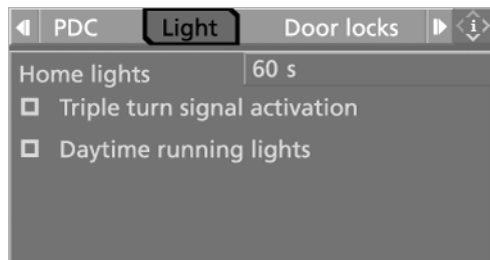 PDC Light Door locks i
Home lights 60 s
Triple turn signal activation
Daytime running lights